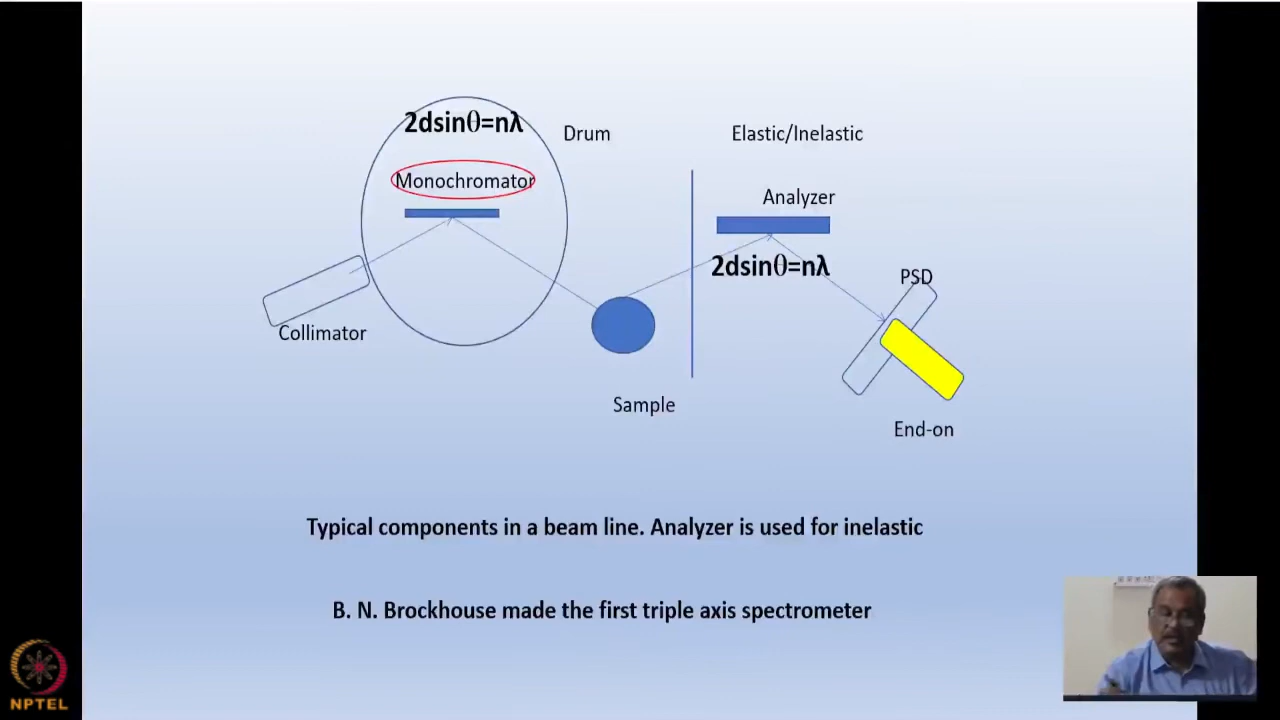 2dsinθ=nλ
Drum
Elastic/Inelastic
Monochromator
Analyzer
2dsinθ=nλ
PSD
Collimator
Sample
End-on
Typical components in a beam line. Analyzer is used for inelastic
B. N. Brockhouse made the first triple axis spectrometer
NPTEL